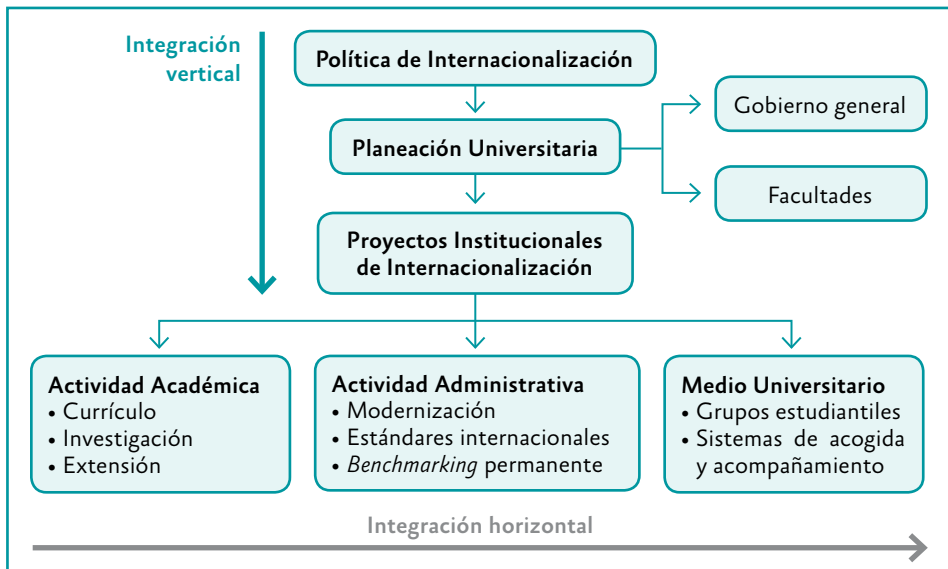 Integración
vertical
Política de Internacionalización
Gobierno general
Planeación Universitaria
Facultades
Proyectos Institucionales
de Internacionalización
Actividad Académica
• Currículo
• Investigación
• Extensión
Actividad Administrativa
• Modernización
• Estándares internacionales
• Benchmarking permanente
Medio Universitario
• Grupos estudiantiles
• Sistemas de acogida
y acompañamiento
Integración horizontal